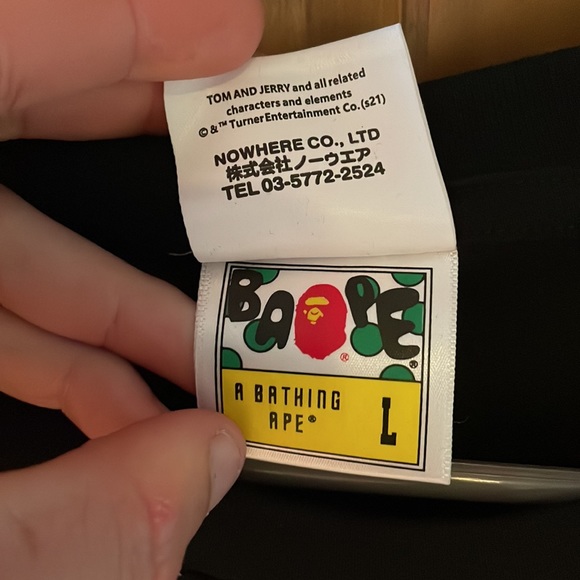 TOM AND JERRY and all related
characters and elements
© &™ Turner Entertainment Co.(s21)
NOWHERE CO., LTD
株式会社ノーウエア
TEL 03-5772-2524
BAPE
®
®
A BATHING
APE®
L